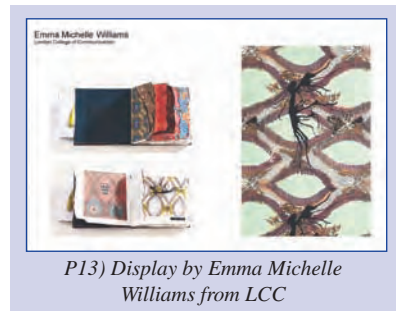 Emma Michelle Williams
London College of Communication
P13) Display by Emma Michelle
Williams from LCC